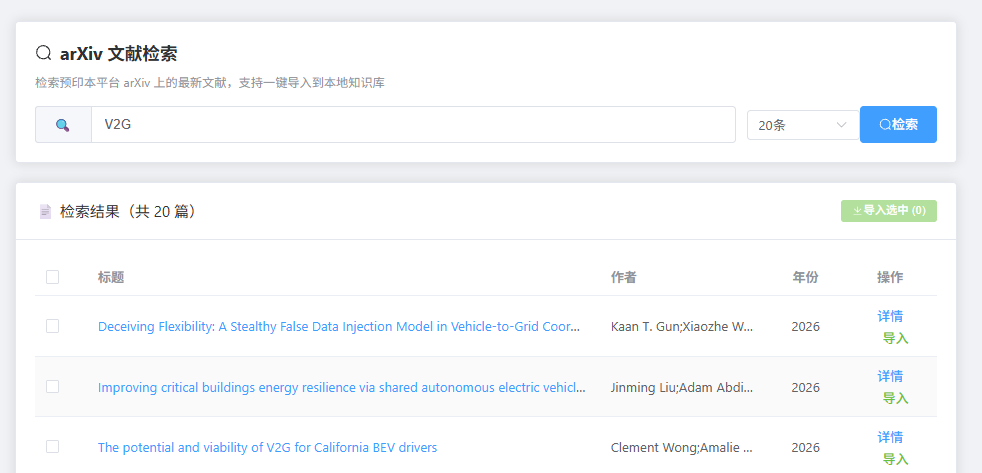 arXiv 文献检索
检索预印本平台 arXiv 上的最新文献，支持一键导入到本地知识库
V2G 20条 检索
检索结果（共 20 篇） 导入选中 (0)
标题 作者 年份 操作
Deceiving Flexibility: A Stealthy False Data Injection Model in Vehicle-to-Grid Coor... Kaan T. Gun;Xiaozhe W... 2026 详情
导入
Improving critical buildings energy resilience via shared autonomous electric vehicl... Jinming Liu;Adam Abdi... 2026 详情
导入
The potential and viability of V2G for California BEV drivers Clement Wong;Amalie ... 2026 详情
导入